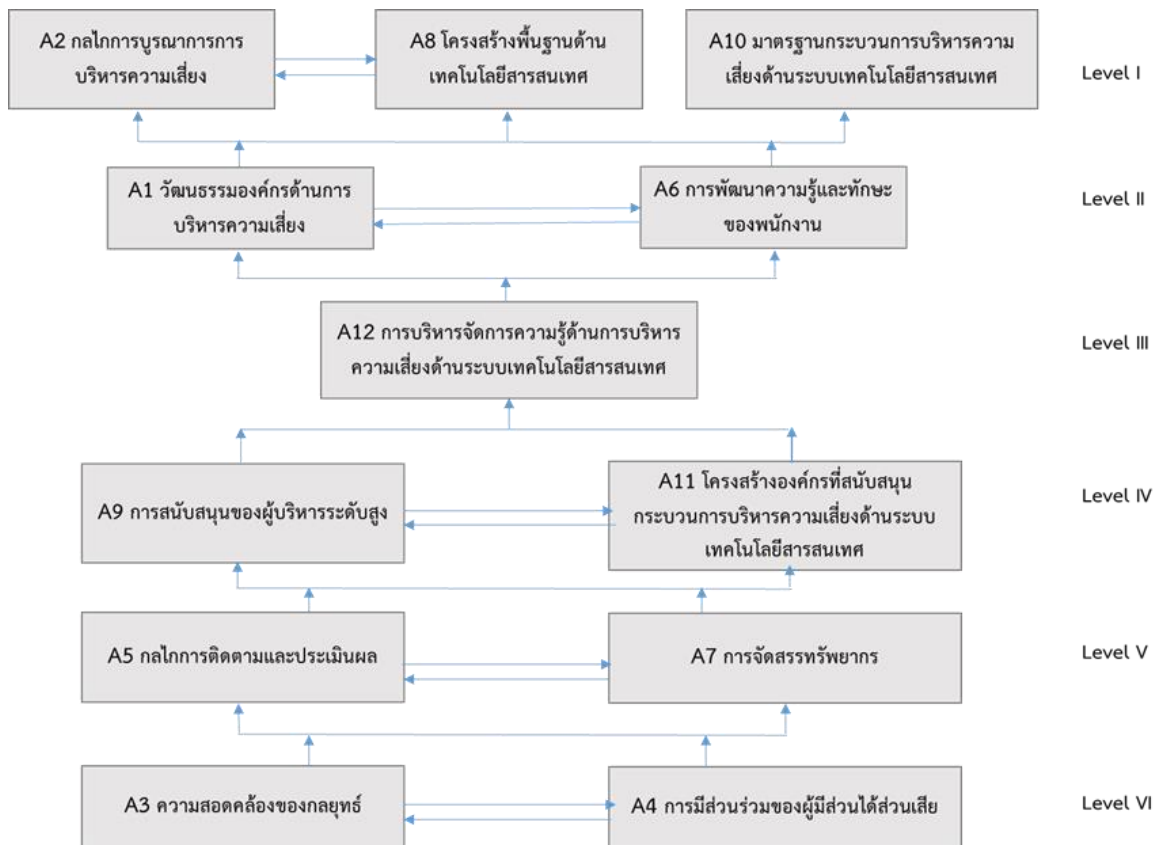 A2 กลไกการบูรณาการการ
บริหารความเสี่ยง
A8 โครงสร้างพื้นฐานด้าน
เทคโนโลยีสารสนเทศ
A10 มาตรฐานกระบวนการบริหารความ
เสี่ยงด้านระบบเทคโนโลยีสารสนเทศ
Level I
A1 วัฒนธรรมองค์กรด้านการ
บริหารความเสี่ยง
A6 การพัฒนาความรู้และทักษะ
ของพนักงาน
Level II
A12 การบริหารจัดการความรู้ด้านการบริหาร
ความเสี่ยงด้านระบบเทคโนโลยีสารสนเทศ
Level III
A9 การสนับสนุนของผู้บริหารระดับสูง
A11 โครงสร้างองค์กรที่สนับสนุน
กระบวนการบริหารความเสี่ยงด้านระบบ
เทคโนโลยีสารสนเทศ
Level IV
A5 กลไกการติดตามและประเมินผล
A7 การจัดสรรทรัพยากร
Level V
A3 ความสอดคล้องของกลยุทธ์
A4 การมีส่วนร่วมของผู้มีส่วนได้ส่วนเสีย
Level VI